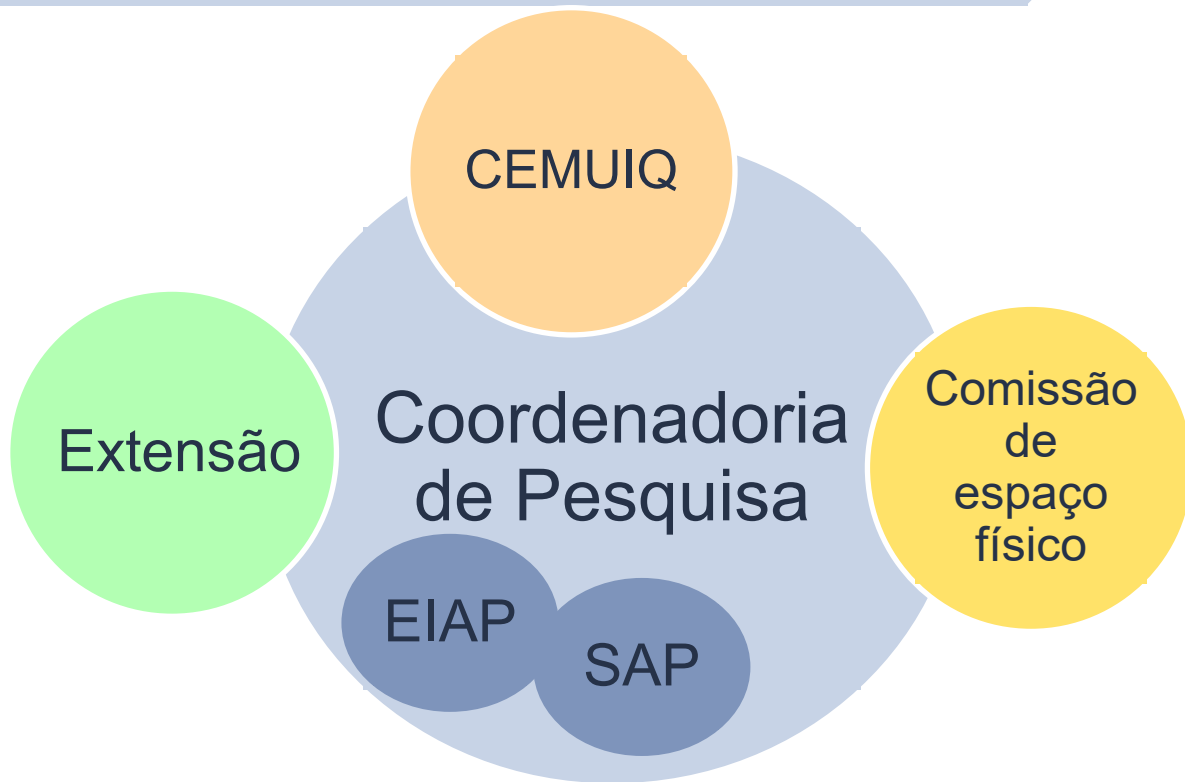 CEMUIQ
Extensão
Coordenadoria
de Pesquisa
Comissão
de
espaço
físico
EIAP
SAP